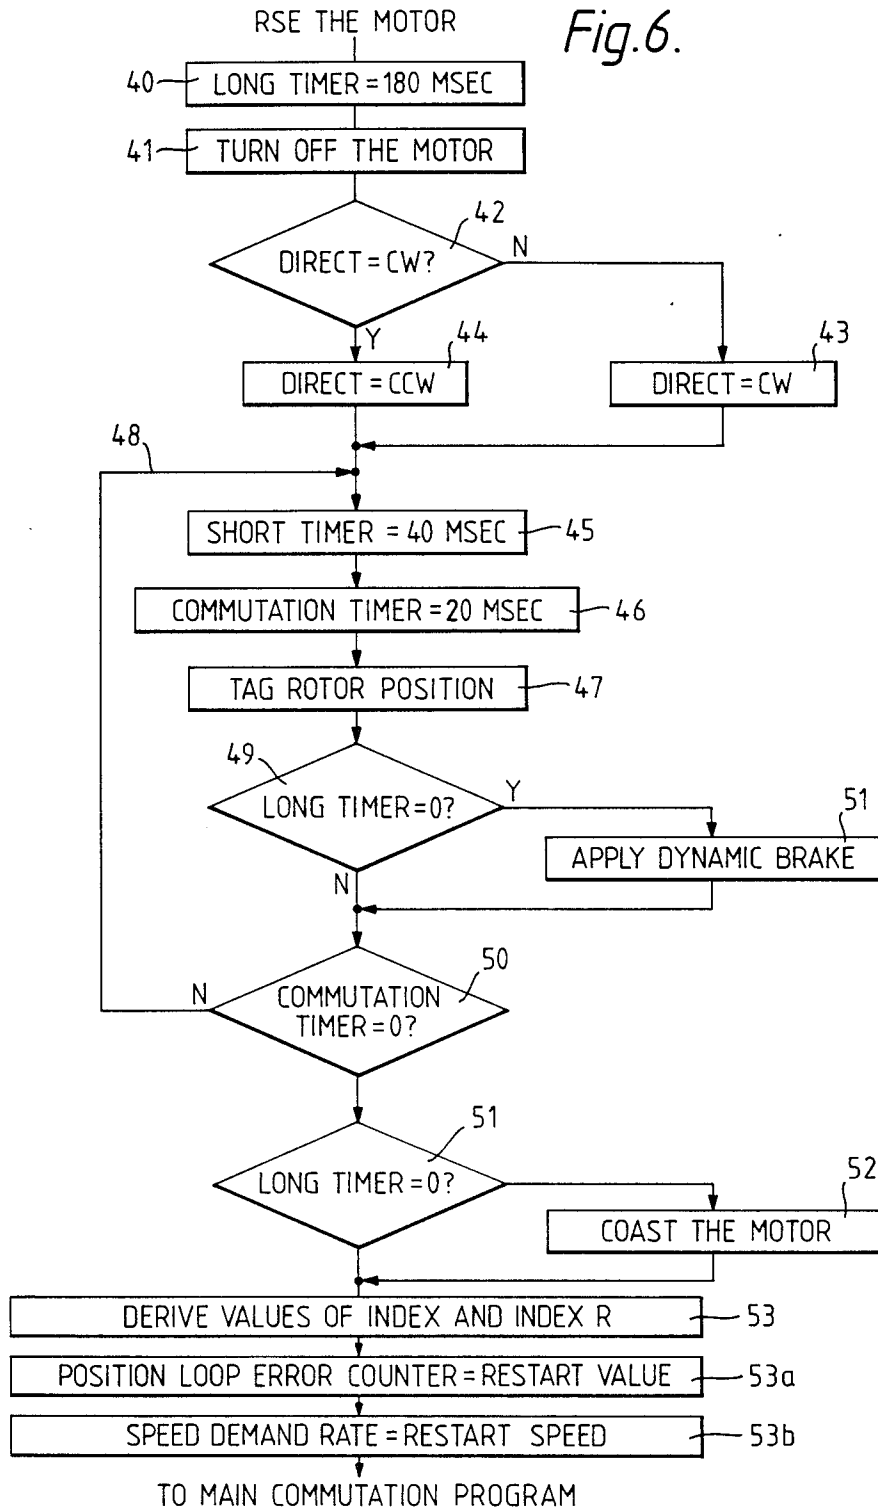 RSE THE MOTOR
Fig.6.
40
LONG TIMER = 180 MSEC
41
TURN OFF THE MOTOR
42
DIRECT = CW?
N
Y
44
43
DIRECT = CCW
DIRECT = CW
48
SHORT TIMER = 40 MSEC
45
COMMUTATION TIMER = 20 MSEC
46
TAG ROTOR POSITION
47
49
LONG TIMER = 0?
Y
51
APPLY DYNAMIC BRAKE
N
50
N
COMMUTATION
TIMER = 0?
51
LONG TIMER = 0?
52
COAST THE MOTOR
DERIVE VALUES OF INDEX AND INDEX R
53
POSITION LOOP ERROR COUNTER = RESTART VALUE
53a
SPEED DEMAND RATE = RESTART SPEED
53b
TO MAIN COMMUTATION PROGRAM